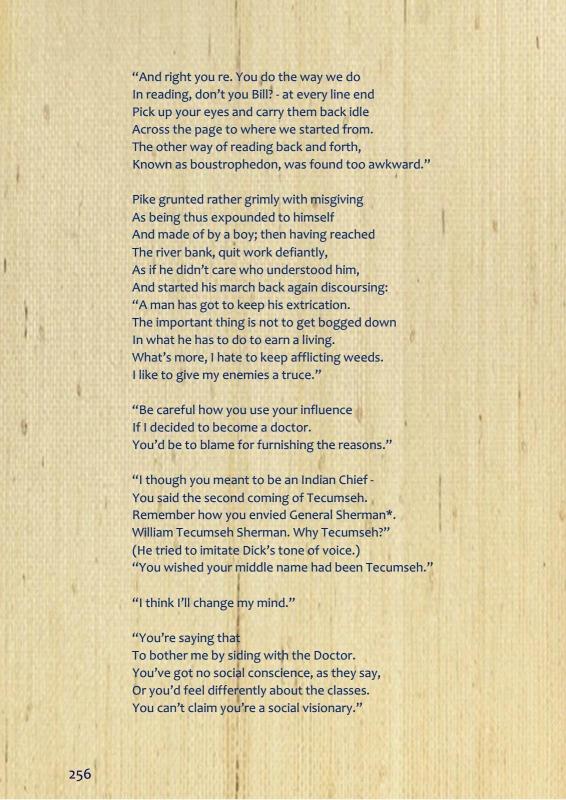 “And right you re. You do the way we do
In reading, don’t you Bill? - at every line end
Pick up your eyes and carry them back idle
Across the page to where we started from.
The other way of reading back and forth,
Known as boustrophedon, was found too awkward.”
Pike grunted rather grimly with misgiving
As being thus expounded to himself
And made of by a boy; then having reached
The river bank, quit work defiantly,
As if he didn’t care who understood him,
And started his march back again discoursing:
“A man has got to keep his extrication.
The important thing is not to get bogged down
In what he has to do to earn a living.
What’s more, I hate to keep afflicting weeds.
I like to give my enemies a truce.”
“Be careful how you use your influence
If I decided to become a doctor.
You’d be to blame for furnishing the reasons.”
“I though you meant to be an Indian Chief -
You said the second coming of Tecumseh.
Remember how you envied General Sherman*.
William Tecumseh Sherman. Why Tecumseh?”
(He tried to imitate Dick’s tone of voice.)
“You wished your middle name had been Tecumseh.”
“I think I’ll change my mind.”
“You’re saying that
To bother me by siding with the Doctor.
You’ve got no social conscience, as they say,
Or you’d feel differently about the classes.
You can’t claim you’re a social visionary.”
256